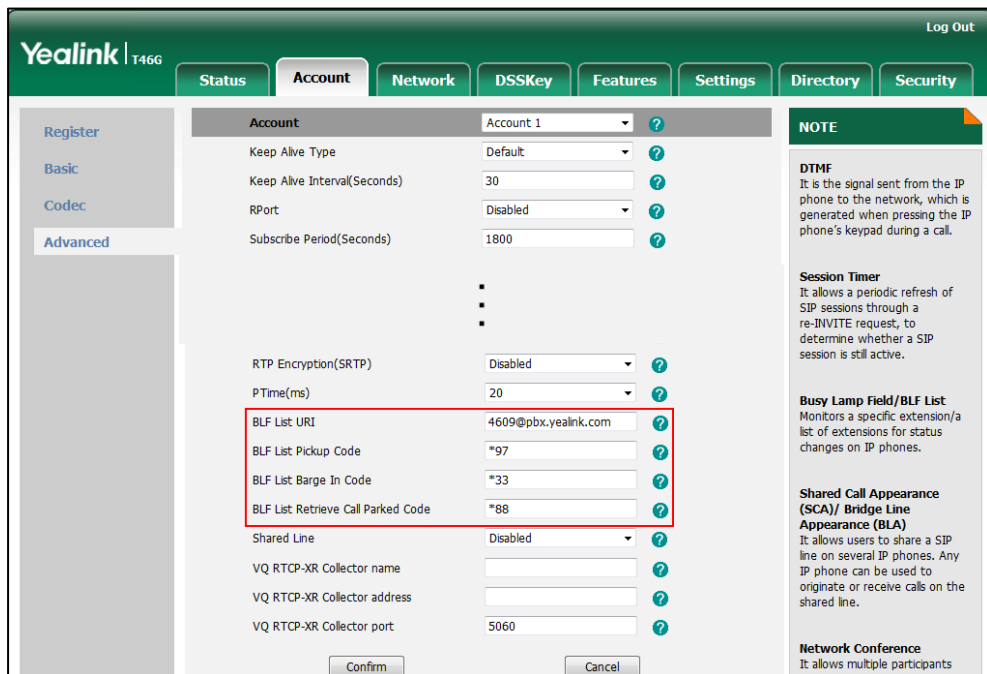 Log Out
Yealink T46G
Status Account Network DSSKey Features Settings Directory Security
Register
Basic
Codec
Advanced
Account Account 1 ?
Keep Alive Type Default ?
Keep Alive Interval(Seconds) 30 ?
RPort Disabled ?
Subscribe Period(Seconds) 1800 ?
RTP Encryption(SRTP) Disabled ?
PTime(ms) 20 ?
BLF List URI 4609@pbx.yealink.com ?
BLF List Pickup Code *97 ?
BLF List Barge In Code *33 ?
BLF List Retrieve Call Parked Code *88 ?
Shared Line Disabled ?
VQ RTCP-XR Collector name ?
VQ RTCP-XR Collector address ?
VQ RTCP-XR Collector port 5060 ?
Confirm Cancel
NOTE
DTMF
It is the signal sent from the IP
phone to the network, which is
generated when pressing the IP
phone's keypad during a call.
Session Timer
It allows a periodic refresh of
SIP sessions through a
re-INVITE request, to
determine whether a SIP
session is still active.
Busy Lamp Field/BLF List
Monitors a specific extension/a
list of extensions for status
changes on IP phones.
Shared Call Appearance
(SCA)/ Bridge Line
Appearance (BLA)
It allows users to share a SIP
line on several IP phones. Any
IP phone can be used to
originate or receive calls on the
shared line.
Network Conference
It allows multiple participants